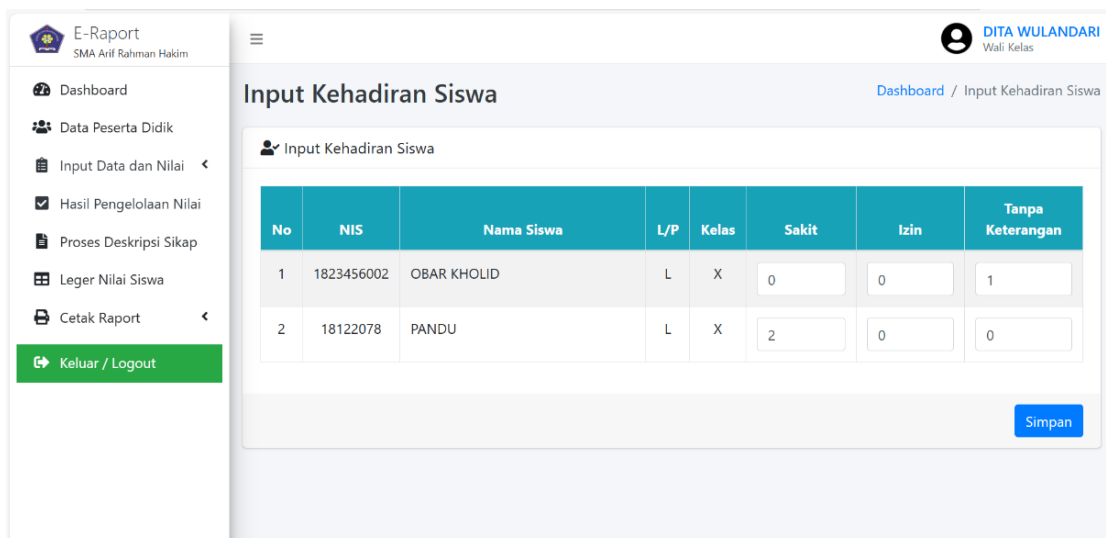 E-Raport
SMA Arif Rahman Hakim
Dashboard
Data Peserta Didik
Input Data dan Nilai
Hasil Pengelolaan Nilai
Proses Deskripsi Sikap
Leger Nilai Siswa
Cetak Raport
Keluar / Logout
DITA WULANDARI
Wali Kelas
Input Kehadiran Siswa
Dashboard / Input Kehadiran Siswa
Input Kehadiran Siswa
No NIS Nama Siswa L/P Kelas Sakit Izin Tanpa Keterangan
1 1823456002 OBAR KHOLID L X 0 0 1
2 18122078 PANDU L X 2 0 0
Simpan